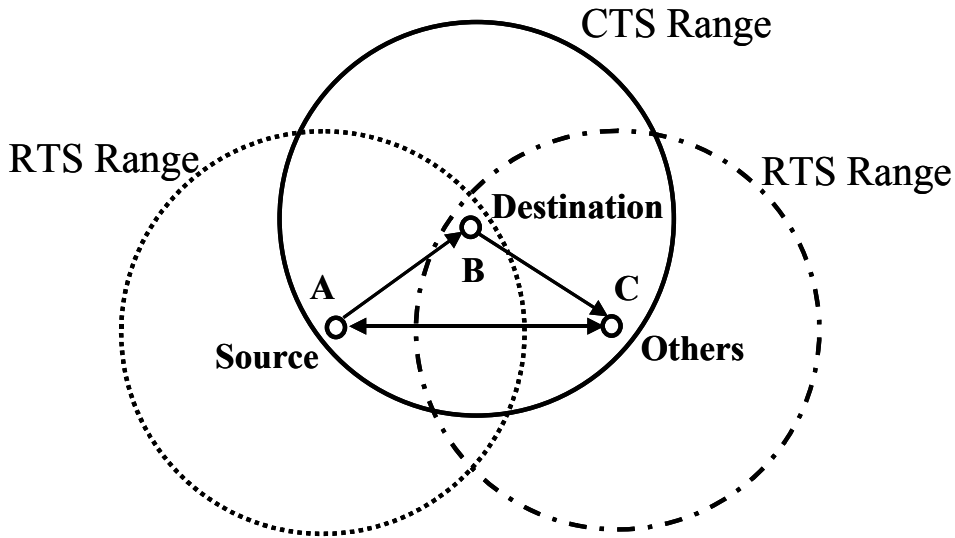 CTS Range
RTS Range
RTS Range
Destination
B
A
C
Source
Others